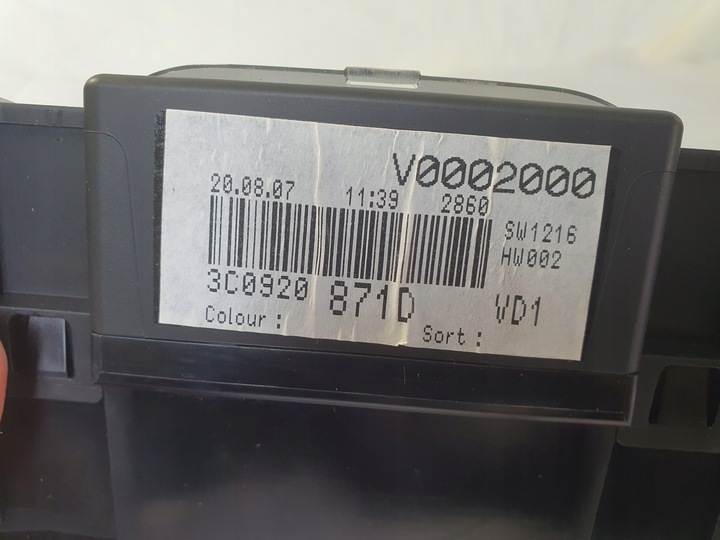 V0002000
20.08.07 11:39 2860
SW1216
HW002
3C0920 871D VD1
Colour :
Sort :